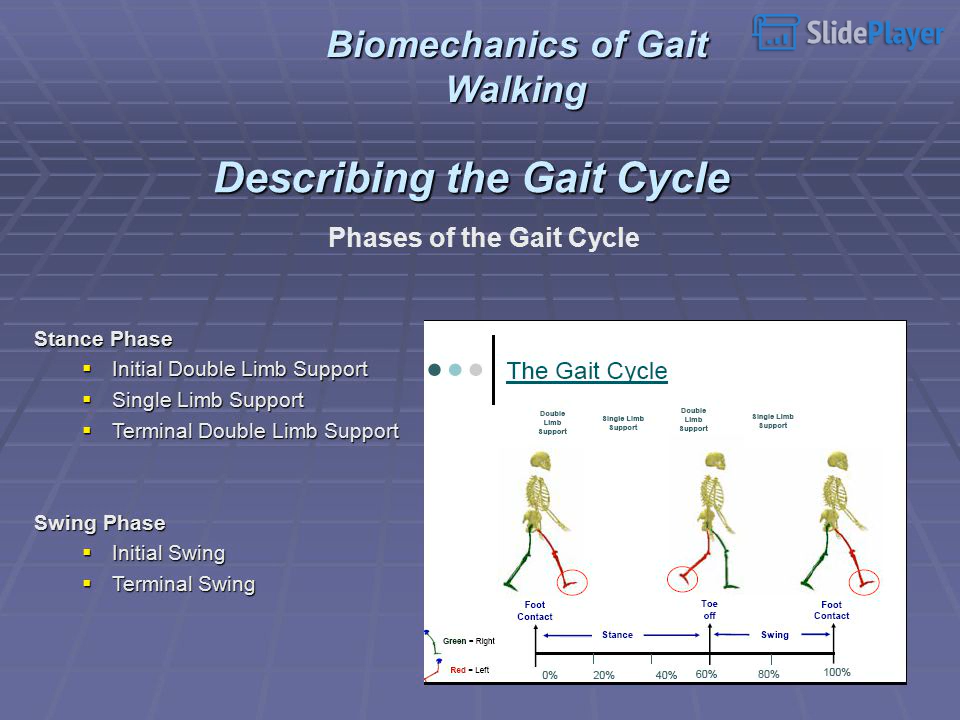 Biomechanics of Gait
Walking
SlidePlayer
Describing the Gait Cycle
Phases of the Gait Cycle
Stance Phase
Initial Double Limb Support
Single Limb Support
Terminal Double Limb Support
Swing Phase
Initial Swing
Terminal Swing
The Gait Cycle
Double
Limb
Support
Single Limb
Support
Double
Limb
Support
Single Limb
Support
Foot
Contact
Toe
off
Foot
Contact
Stance
Swing
Green = Right
Red = Left
0% 20% 40% 60% 80% 100%